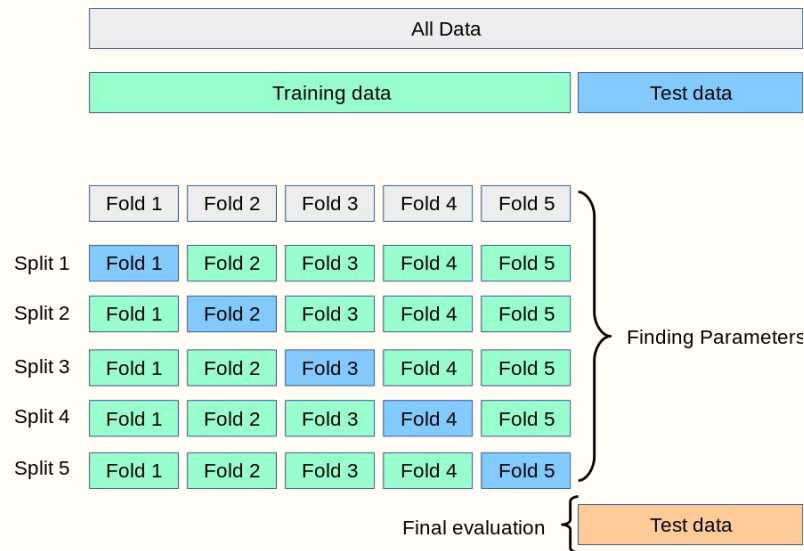 All Data
Training data Test data
Fold 1 Fold 2 Fold 3 Fold 4 Fold 5
Split 1 Fold 1 Fold 2 Fold 3 Fold 4 Fold 5
Split 2 Fold 1 Fold 2 Fold 3 Fold 4 Fold 5
Finding Parameters
Split 3 Fold 1 Fold 2 Fold 3 Fold 4 Fold 5
Split 4 Fold 1 Fold 2 Fold 3 Fold 4 Fold 5
Split 5 Fold 1 Fold 2 Fold 3 Fold 4 Fold 5
Final evaluation Test data